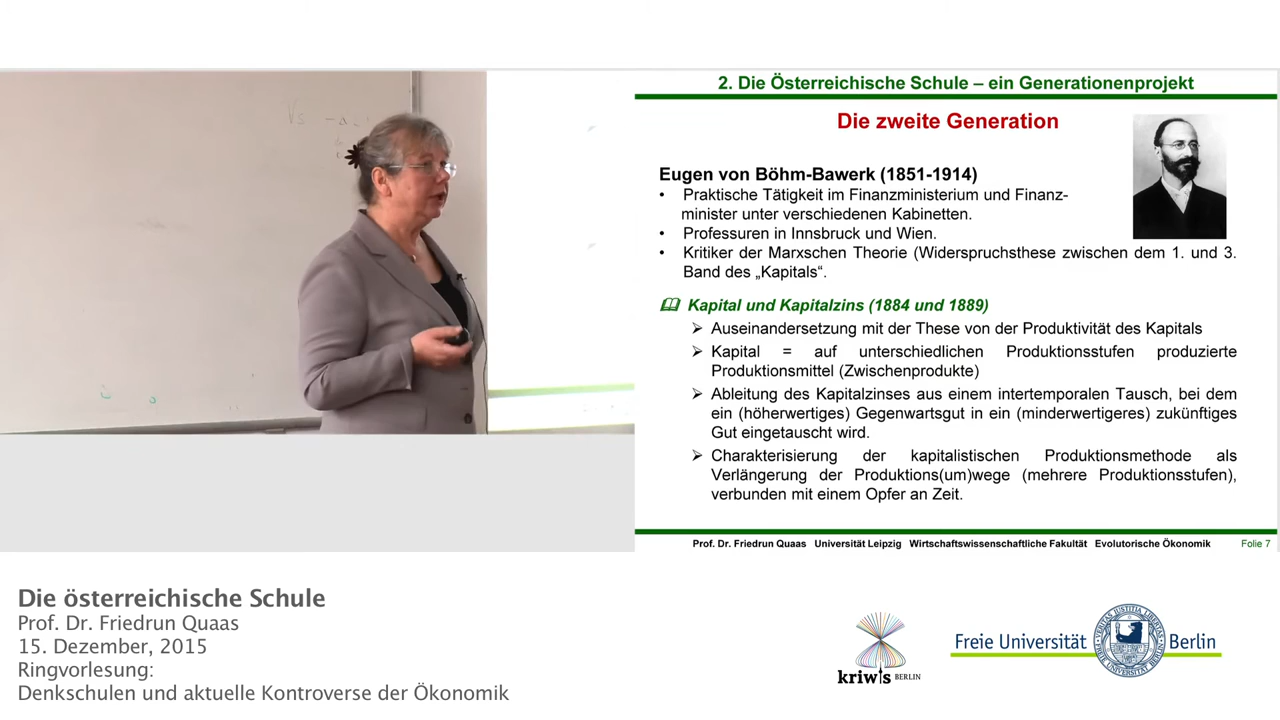 2. Die Österreichische Schule – ein Generationenprojekt
Die zweite Generation
Eugen von Böhm-Bawerk (1851-1914)
• Praktische Tätigkeit im Finanzministerium und Finanz-
minister unter verschiedenen Kabinetten.
• Professuren in Innsbruck und Wien.
• Kritiker der Marxschen Theorie (Widerspruchsthese zwischen dem 1. und 3.
Band des „Kapitals“.
Kapital und Kapitalzins (1884 und 1889)
➢ Auseinandersetzung mit der These von der Produktivität des Kapitals
➢ Kapital = auf unterschiedlichen Produktionsstufen produzierte
Produktionsmittel (Zwischenprodukte)
➢ Ableitung des Kapitalzinses aus einem intertemporalen Tausch, bei dem
ein (höherwertiges) Gegenwartsgut in ein (minderwertigeres) zukünftiges
Gut eingetauscht wird.
➢ Charakterisierung der kapitalistischen Produktionsmethode als
Verlängerung der Produktions(um)wege (mehrere Produktionsstufen),
verbunden mit einem Opfer an Zeit.
Prof. Dr. Friedrun Quaas Universität Leipzig Wirtschaftswissenschaftliche Fakultät Evolutorische Ökonomik Folie 7
Die österreichische Schule
Prof. Dr. Friedrun Quaas
15. Dezember, 2015
Ringvorlesung:
Denkschulen und aktuelle Kontroverse der Ökonomik
kriwis BERLIN
Freie Universität Berlin